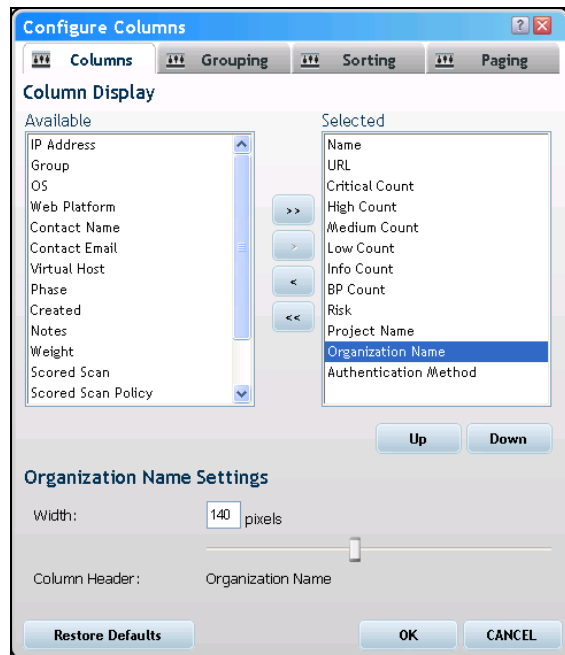 Configure Columns
?
Columns
Grouping
Sorting
Paging
Column Display
Available
IP Address
Group
OS
Web Platform
Contact Name
Contact Email
Virtual Host
Phase
Created
Notes
Weight
Scored Scan
Scored Scan Policy
>>
>
<
<<
Selected
Name
URL
Critical Count
High Count
Medium Count
Low Count
Info Count
BP Count
Risk
Project Name
Organization Name
Authentication Method
Up
Down
Organization Name Settings
Width: 140 pixels
Column Header: Organization Name
Restore Defaults
OK
CANCEL